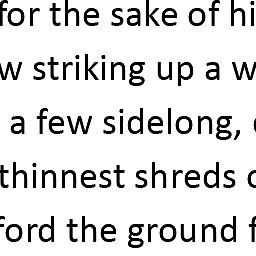 for the sake of hi
w striking up a w
a few sidelong,
thinnest shreds
ford the ground f